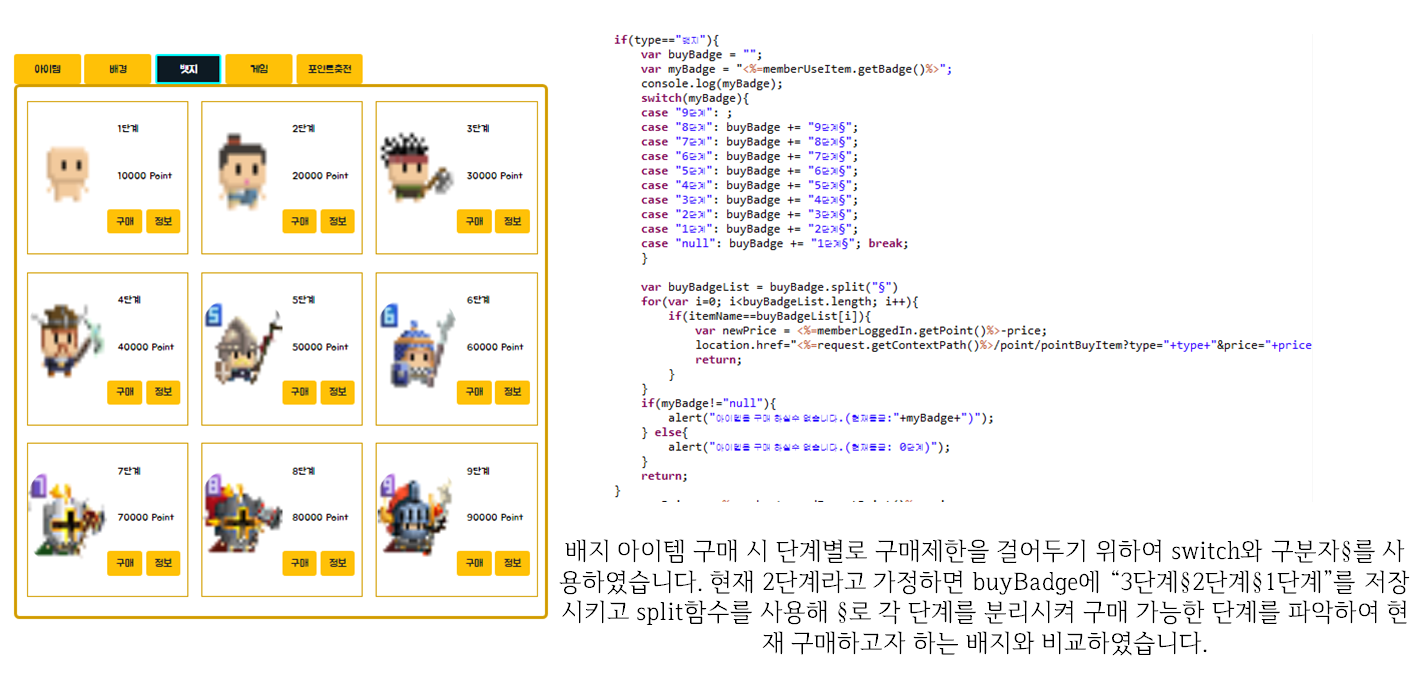 아이템 배경 뱃지 게임 포인트충전
1단계
10000 Point
구매 정보
2단계
20000 Point
구매 정보
3단계
30000 Point
구매 정보
4단계
40000 Point
구매 정보
5
5단계
50000 Point
구매 정보
6
6단계
60000 Point
구매 정보
7
7단계
70000 Point
구매 정보
8
8단계
80000 Point
구매 정보
9
9단계
90000 Point
구매 정보
if(type=="뱃지"){
var buyBadge = "";
var myBadge = "<%=memberUseItem.getBadge()%>";
console.log(myBadge);
switch(myBadge){
case "9단계": ;
case "8단계": buyBadge += "9단계§";
case "7단계": buyBadge += "8단계§";
case "6단계": buyBadge += "7단계§";
case "5단계": buyBadge += "6단계§";
case "4단계": buyBadge += "5단계§";
case "3단계": buyBadge += "4단계§";
case "2단계": buyBadge += "3단계§";
case "1단계": buyBadge += "2단계§";
case "null": buyBadge += "1단계§"; break;
}
var buyBadgeList = buyBadge.split("§")
for(var i=0; i<buyBadgeList.length; i++){
if(itemName==buyBadgeList[i]){
var newPrice = <%=memberLoggedIn.getPoint()%>-price;
location.href="<%=request.getContextPath()%>/point/pointBuyItem?type="+type+"&price="+price
return;
}
}
if(myBadge!="null"){
alert("아이템을 구매 하실수 없습니다.(현재등급:"+myBadge+")");
} else{
alert("아이템을 구매 하실수 없습니다.(현재등급: 0단계)");
}
return;
}
배지 아이템 구매 시 단계별로 구매제한을 걸어두기 위하여 switch와 구분자§를 사
용하였습니다. 현재 2단계라고 가정하면 buyBadge에 “3단계§2단계§1단계”를 저장
시키고 split함수를 사용해 §로 각 단계를 분리시켜 구매 가능한 단계를 파악하여 현
재 구매하고자 하는 배지와 비교하였습니다.